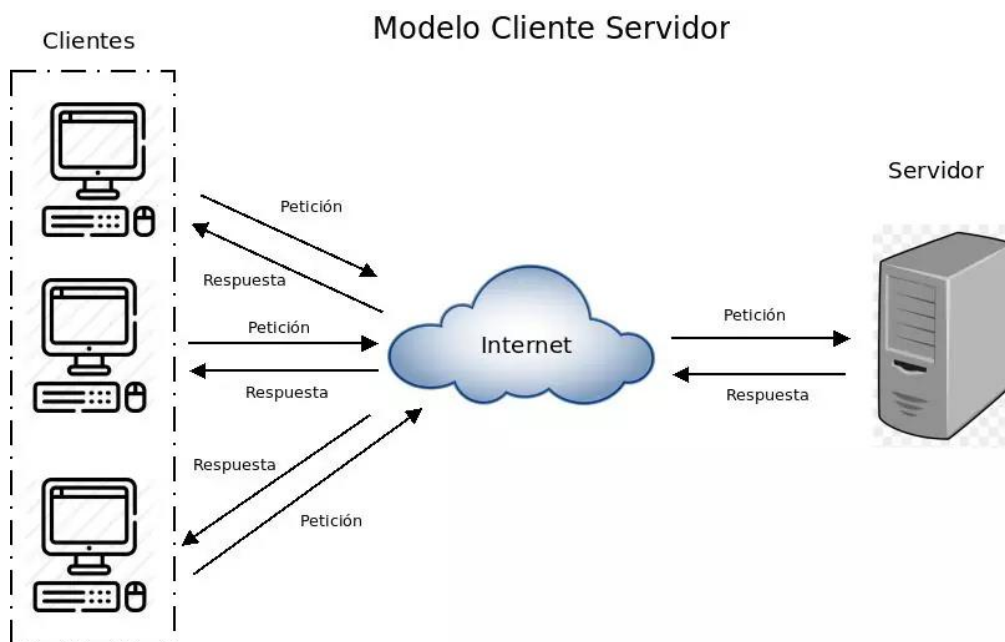 Modelo Cliente Servidor
Clientes
Servidor
Petición
Respuesta
Petición
Respuesta
Respuesta
Petición
Internet
Petición
Respuesta